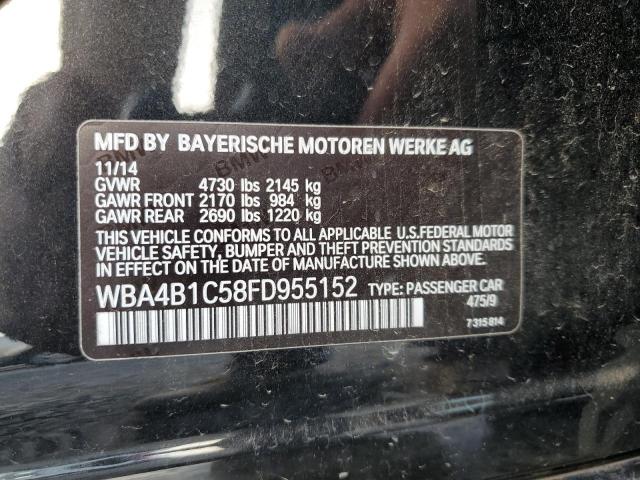 MFD BY BAYERISCHE MOTOREN WERKE AG
11/14
GVWR 4730 lbs 2145 kg
GAWR FRONT 2170 lbs 984 kg
GAWR REAR 2690 lbs 1220 kg
THIS VEHICLE CONFORMS TO ALL APPLICABLE U.S.FEDERAL MOTOR
VEHICLE SAFETY, BUMPER AND THEFT PREVENTION STANDARDS
IN EFFECT ON THE DATE OF MANUFACTURE SHOWN ABOVE.
WBA4B1C58FD955152 TYPE: PASSENGER CAR
475/9
7315814